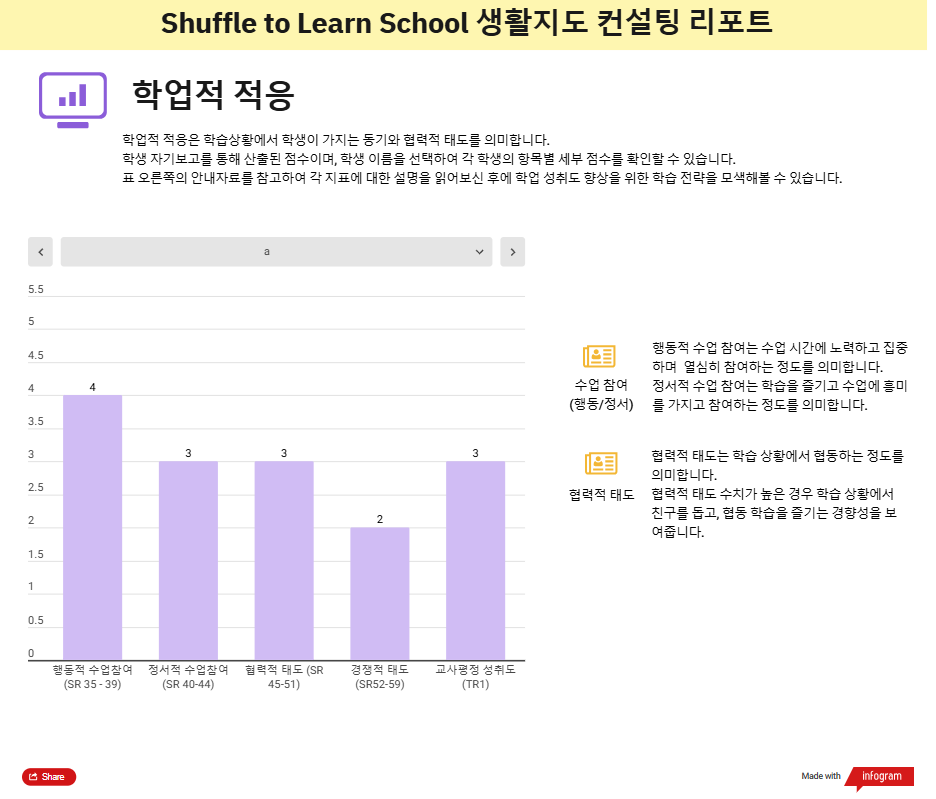 Shuffle to Learn School 생활지도 컨설팅 리포트
학업적 적응
학업적 적응은 학습상황에서 학생이 가지는 동기와 협력적 태도를 의미합니다.
학생 자기보고를 통해 산출된 점수이며, 학생 이름을 선택하여 각 학생의 항목별 세부 점수를 확인할 수 있습니다.
표 오른쪽의 안내자료를 참고하여 각 지표에 대한 설명을 읽어보신 후에 학업 성취도 향상을 위한 학습 전략을 모색해볼 수 있습니다.
a
5.5
5
4.5
4
3.5
3
2.5
2
1.5
1
0.5
0
4
3
3
2
3
행동적 수업참여
(SR 35 - 39)
정서적 수업참여
(SR 40-44)
협력적 태도 (SR
45-51)
경쟁적 태도
(SR52-59)
교사평정 성취도
(TR1)
수업 참여
(행동/정서)
행동적 수업 참여는 수업 시간에 노력하고 집중
하며 열심히 참여하는 정도를 의미합니다.
정서적 수업 참여는 학습을 즐기고 수업에 흥미
를 가지고 참여하는 정도를 의미합니다.
협력적 태도
협력적 태도는 학습 상황에서 협동하는 정도를
의미합니다.
협력적 태도 수치가 높은 경우 학습 상황에서
친구를 돕고, 협동 학습을 즐기는 경향성을 보
여줍니다.
Share
Made with
infogram